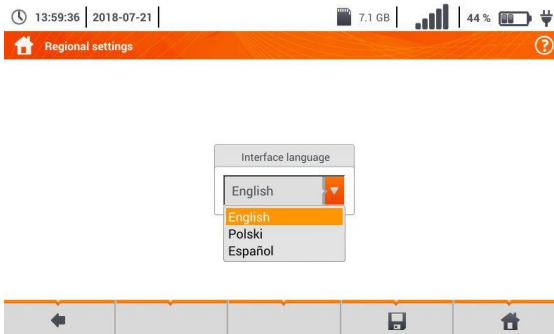 13:59:36 2018-07-21 7.1 GB 44 %
Regional settings ?
Interface language
English
English
Polski
Español